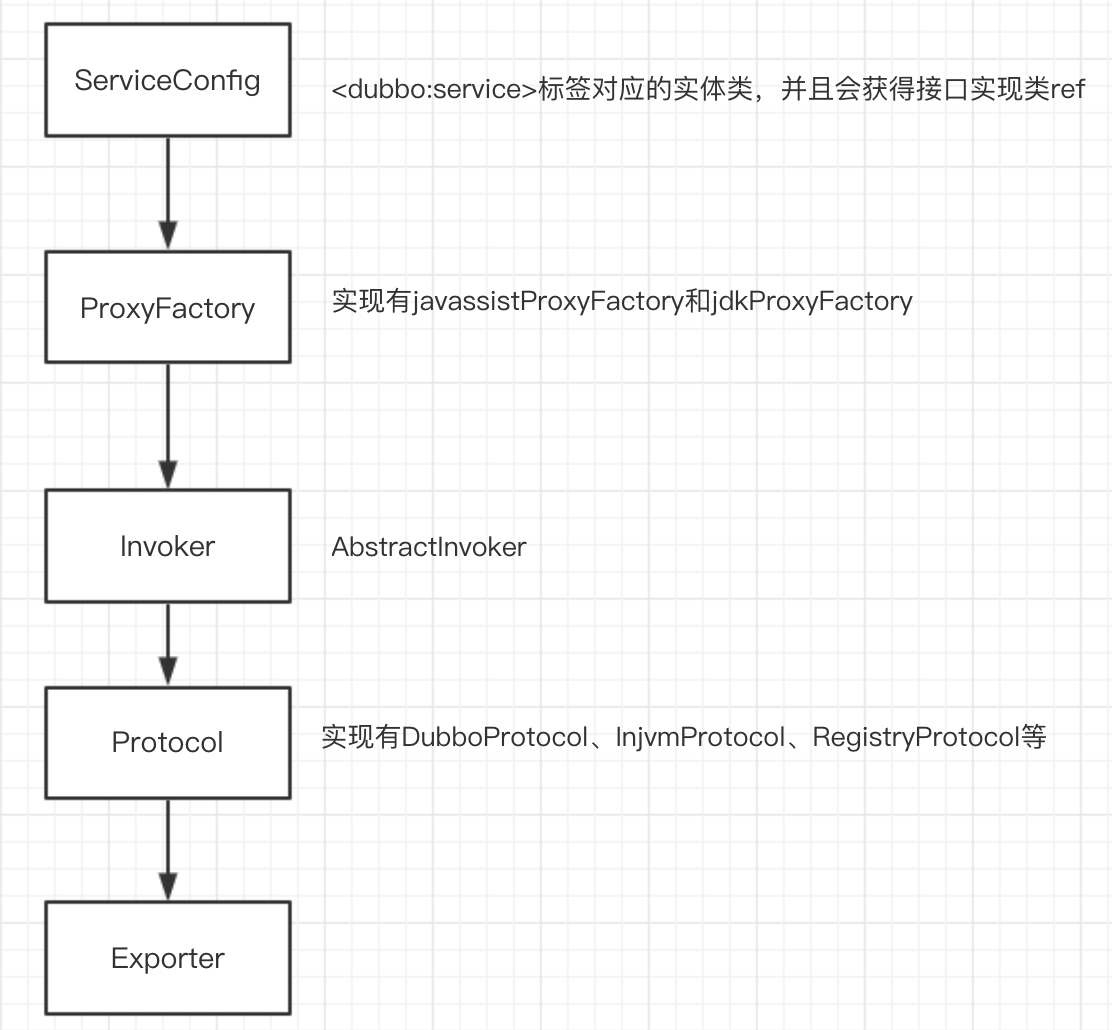 ServiceConfig
<dubbo:service>标签对应的实体类，并且会获得接口实现类ref
ProxyFactory
实现有javassistProxyFactory和jdkProxyFactory
Invoker
AbstractInvoker
Protocol
实现有DubboProtocol、InjvmProtocol、RegistryProtocol等
Exporter